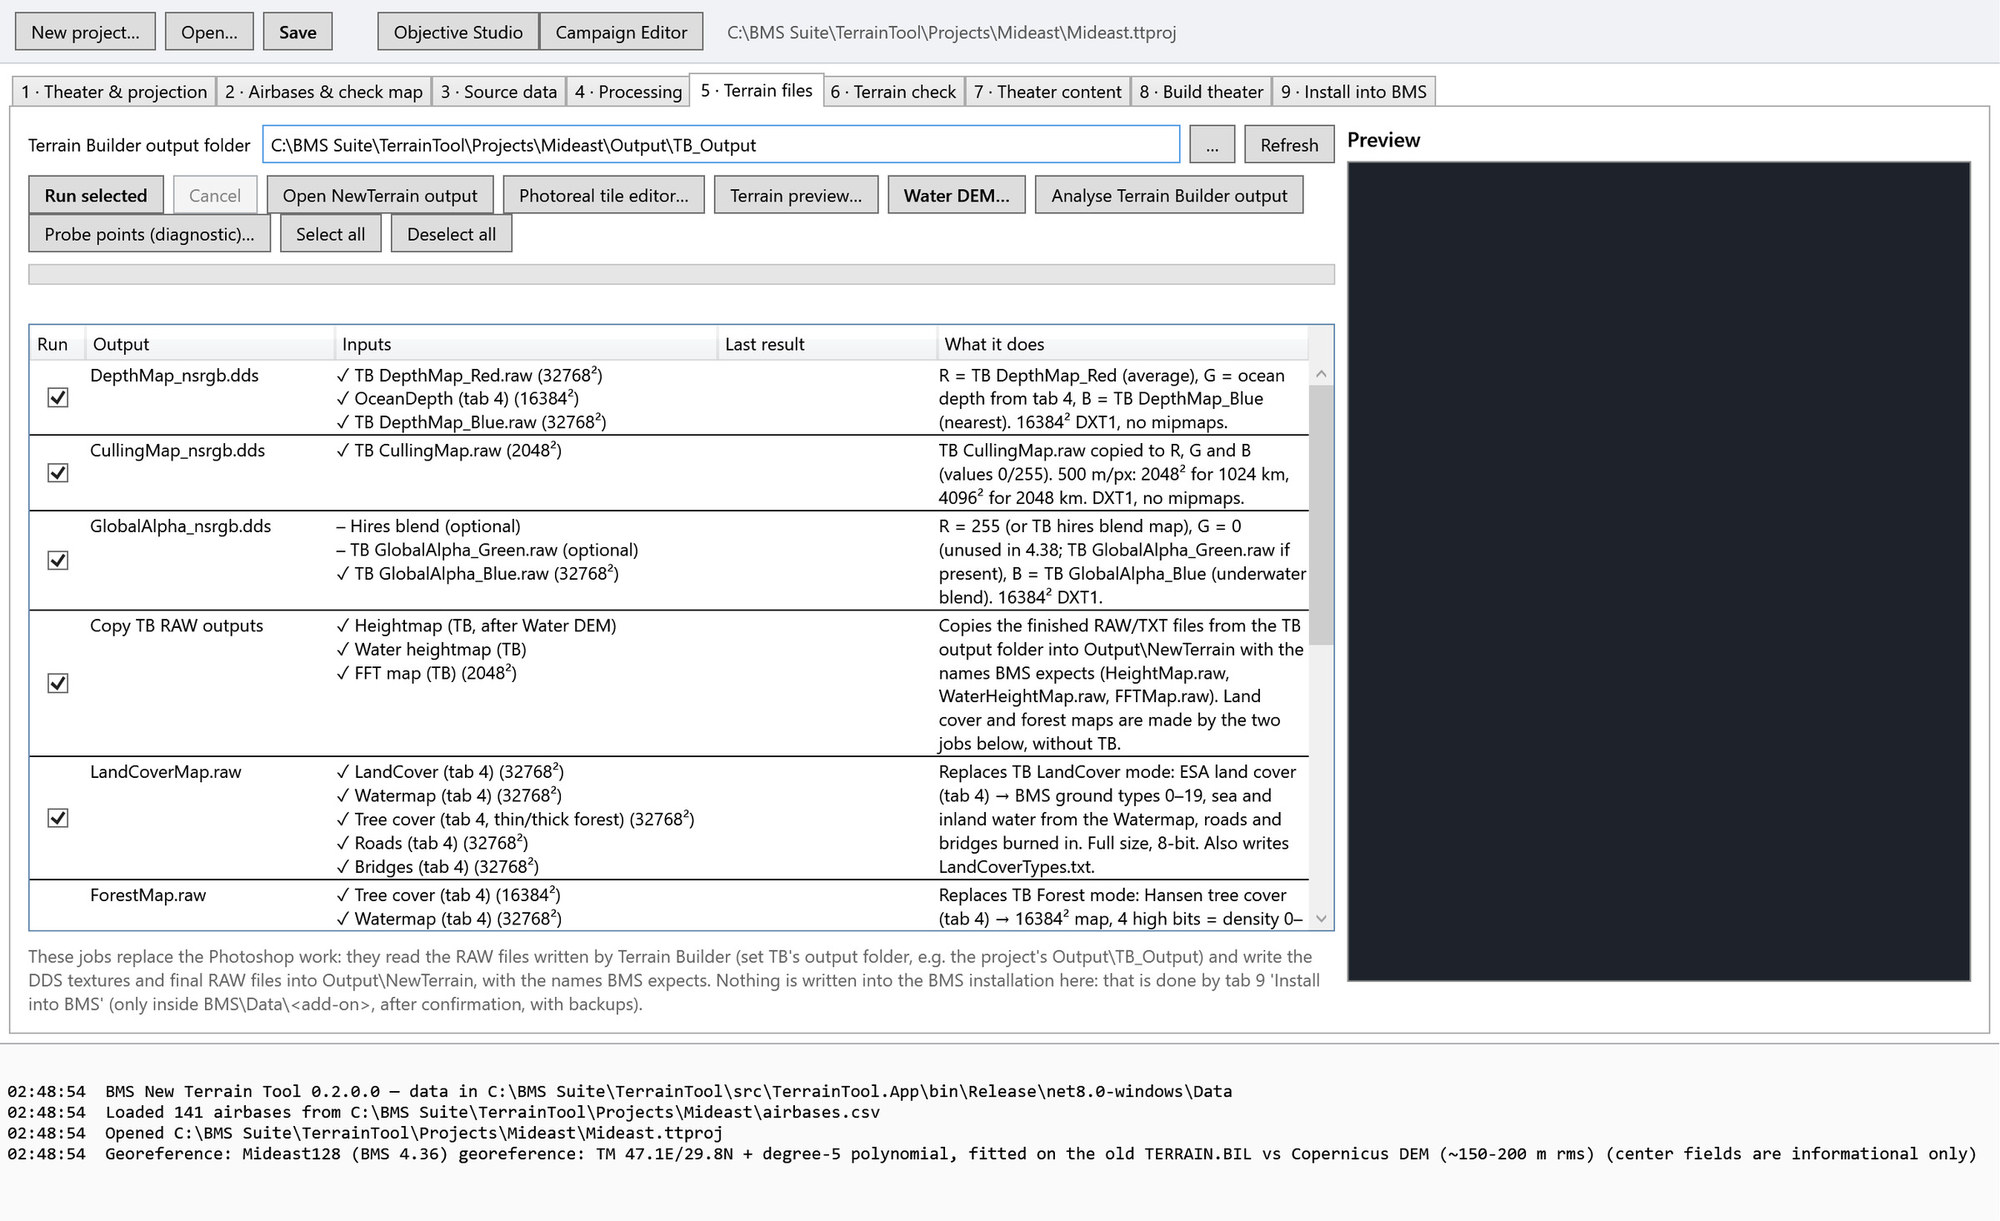 New project...
Open...
Save
Objective Studio
Campaign Editor
C:\BMS Suite\TerrainTool\Projects\Mideast\Mideast.ttproj
1 · Theater & projection
2 · Airbases & check map
3 · Source data
4 · Processing
5 · Terrain files
6 · Terrain check
7 · Theater content
8 · Build theater
9 · Install into BMS
Terrain Builder output folder
C:\BMS Suite\TerrainTool\Projects\Mideast\Output\TB_Output
...
Refresh
Preview
Run selected
Cancel
Open NewTerrain output
Photoreal tile editor...
Terrain preview...
Water DEM...
Analyse Terrain Builder output
Probe points (diagnostic)...
Select all
Deselect all
Run
Output
Inputs
Last result
What it does
DepthMap_nsrgb.dds
✓ TB DepthMap_Red.raw (32768²)
✓ OceanDepth (tab 4) (16384²)
✓ TB DepthMap_Blue.raw (32768²)
R = TB DepthMap_Red (average), G = ocean
depth from tab 4, B = TB DepthMap_Blue
(nearest). 16384² DXT1, no mipmaps.
CullingMap_nsrgb.dds
✓ TB CullingMap.raw (2048²)
TB CullingMap.raw copied to R, G and B
(values 0/255). 500 m/px: 2048² for 1024 km,
4096² for 2048 km. DXT1, no mipmaps.
GlobalAlpha_nsrgb.dds
– Hires blend (optional)
– TB GlobalAlpha_Green.raw (optional)
✓ TB GlobalAlpha_Blue.raw (32768²)
R = 255 (or TB hires blend map), G = 0
(unused in 4.38; TB GlobalAlpha_Green.raw if
present), B = TB GlobalAlpha_Blue (underwater
blend). 16384² DXT1.
Copy TB RAW outputs
✓ Heightmap (TB, after Water DEM)
✓ Water heightmap (TB)
✓ FFT map (TB) (2048²)
Copies the finished RAW/TXT files from the TB
output folder into Output\NewTerrain with the
names BMS expects (HeightMap.raw,
WaterHeightMap.raw, FFTMap.raw). Land
cover and forest maps are made by the two
jobs below, without TB.
LandCoverMap.raw
✓ LandCover (tab 4) (32768²)
✓ Watermap (tab 4) (32768²)
✓ Tree cover (tab 4, thin/thick forest) (32768²)
✓ Roads (tab 4) (32768²)
✓ Bridges (tab 4) (32768²)
Replaces TB LandCover mode: ESA land cover
(tab 4) → BMS ground types 0–19, sea and
inland water from the Watermap, roads and
bridges burned in. Full size, 8-bit. Also writes
LandCoverTypes.txt.
ForestMap.raw
✓ Tree cover (tab 4) (16384²)
✓ Watermap (tab 4) (32768²)
Replaces TB Forest mode: Hansen tree cover
(tab 4) → 16384² map, 4 high bits = density 0–
These jobs replace the Photoshop work: they read the RAW files written by Terrain Builder (set TB's output folder, e.g. the project's Output\TB_Output) and write the
DDS textures and final RAW files into Output\NewTerrain, with the names BMS expects. Nothing is written into the BMS installation here: that is done by tab 9 'Install
into BMS' (only inside BMS\Data\<add-on>, after confirmation, with backups).
02:48:54  BMS New Terrain Tool 0.2.0.0 — data in C:\BMS Suite\TerrainTool\src\TerrainTool.App\bin\Release\net8.0-windows\Data
02:48:54  Loaded 141 airbases from C:\BMS Suite\TerrainTool\Projects\Mideast\airbases.csv
02:48:54  Opened C:\BMS Suite\TerrainTool\Projects\Mideast\Mideast.ttproj
02:48:54  Georeference: Mideast128 (BMS 4.36) georeference: TM 47.1E/29.8N + degree-5 polynomial, fitted on the old TERRAIN.BIL vs Copernicus DEM (~150-200 m rms) (center fields are informational only)